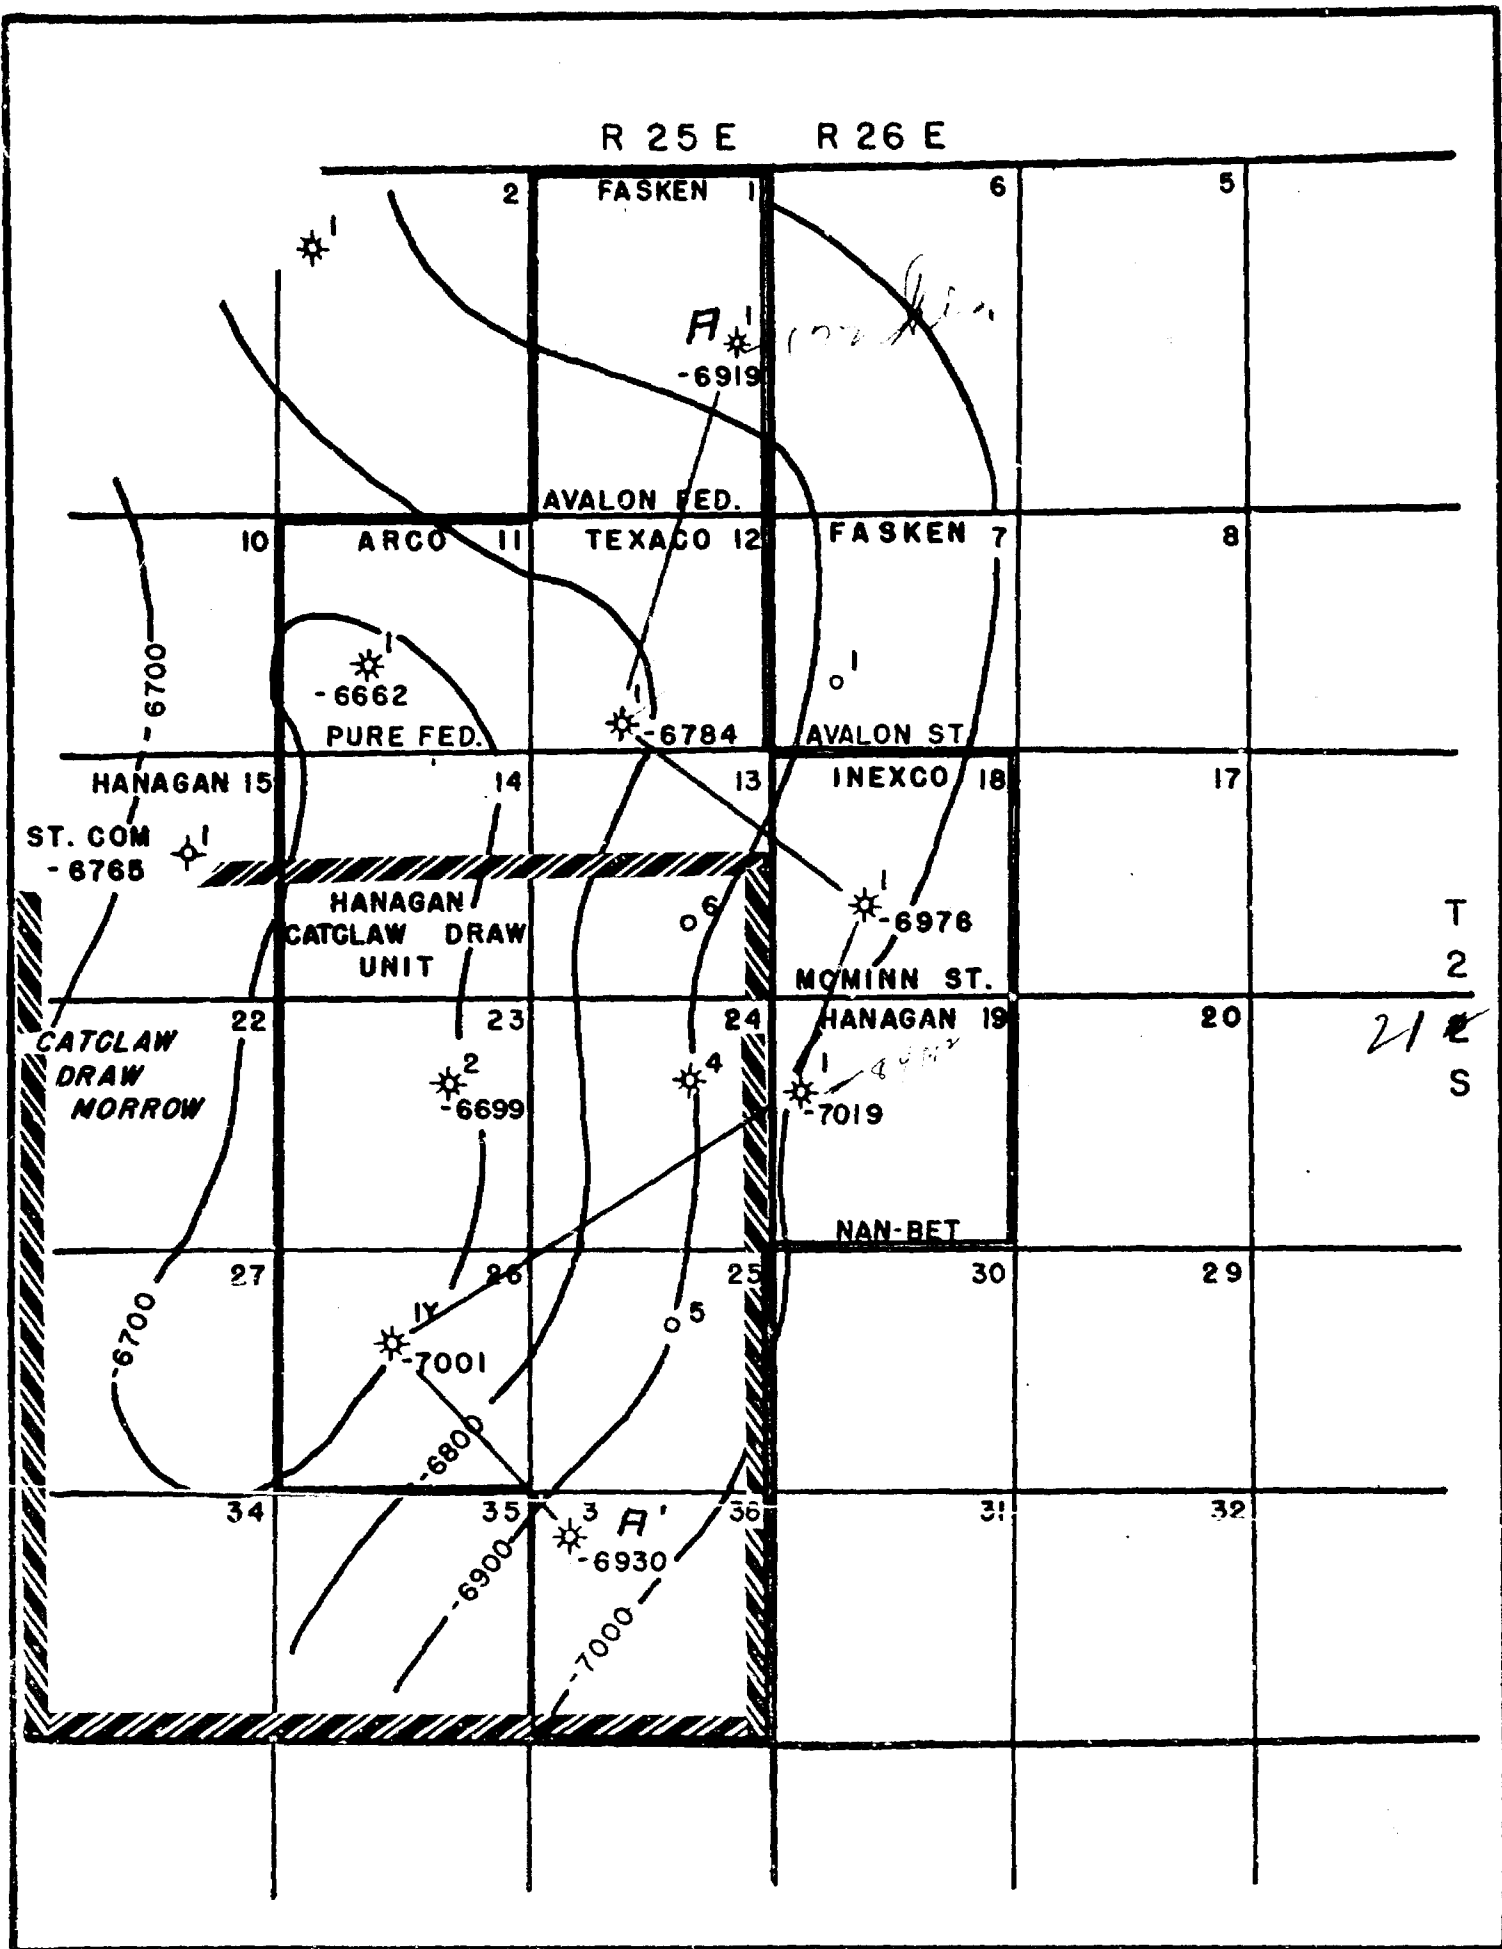 R 25 E R 26 E
2 FASKEN 1 6 5
1
A 1
-6919
AVALON FED.
10 ARCO 11 TEXACO 12 FASKEN 7 8
-6700
1
-6662
1
1
PURE FED. -6784 AVALON ST.
HANAGAN 15 14 13 INEXCO 18 17
ST. COM 1
-6765
HANAGAN
CATCLAW DRAW
UNIT
6
1
-6976
MCMINN ST.
T
2
S
21
22 23 24 HANAGAN 19 20
CATCLAW
DRAW
MORROW
2
-6699
4
1
-7019
NAN-BET
27 26 25 30 29
-6700
1Y
-7001
5
-6800
34 35 3 A' 36 31 32
-6930
-6900
-7000